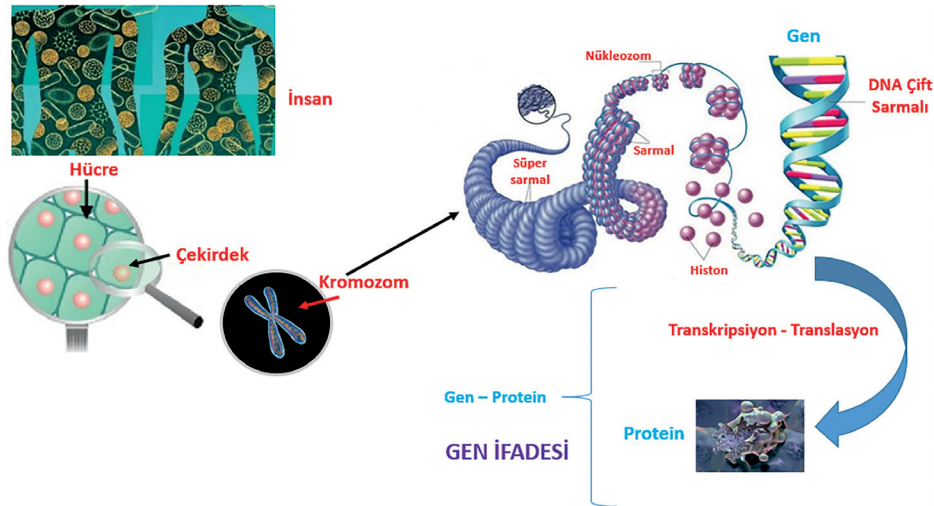 İnsan
Hücre
Çekirdek
Kromozom
Süper
sarmal
Sarmal
Nükleozom
Histon
Gen
DNA Çift
Sarmalı
Transkripsiyon - Translasyon
Gen – Protein
Protein
GEN İFADESİ